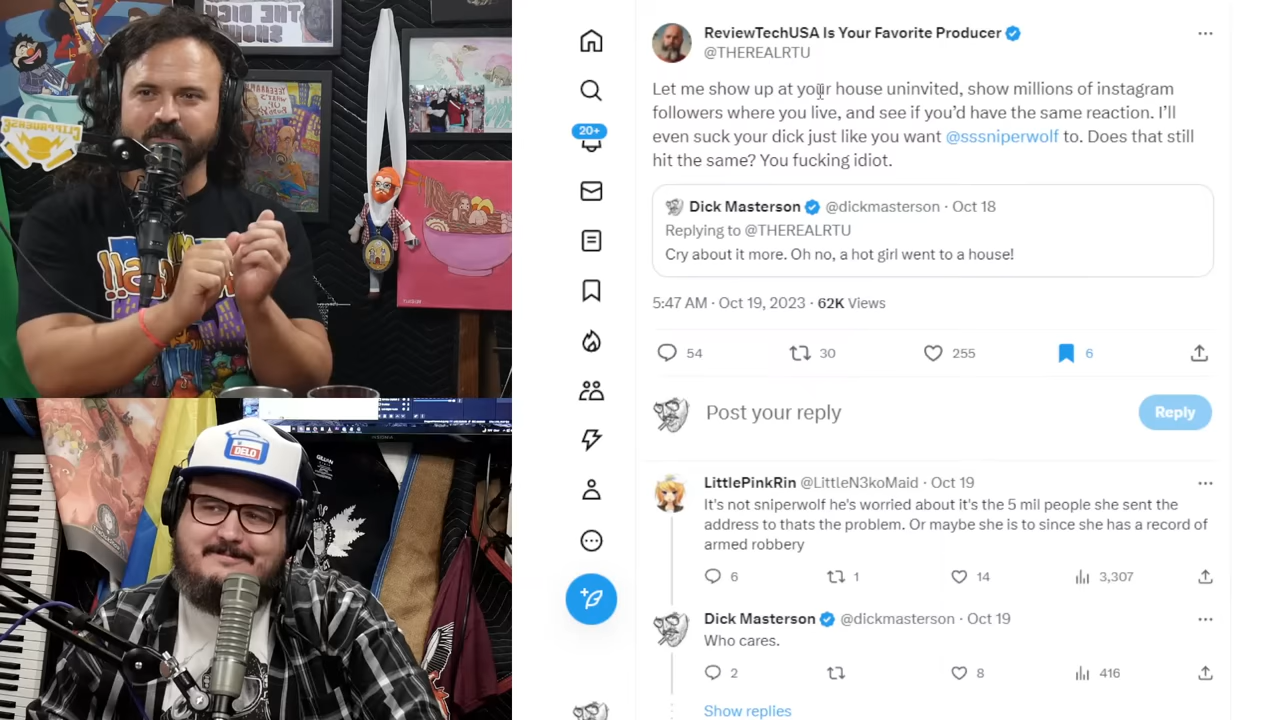 THE DICK
SHOW
DELO
ReviewTechUSA Is Your Favorite Producer
@THEREALRTU
Let me show up at your house uninvited, show millions of instagram
followers where you live, and see if you'd have the same reaction. I'll
even suck your dick just like you want @sssniperwolf to. Does that still
hit the same? You fucking idiot.
Dick Masterson @dickmasterson · Oct 18
Replying to @THEREALRTU
Cry about it more. Oh no, a hot girl went to a house!
5:47 AM · Oct 19, 2023 · 62K Views
54 30 255 6
Post your reply
Reply
20+
LittlePinkRin @LittleN3koMaid · Oct 19
It's not sniperwolf he's worried about it's the 5 mil people she sent the
address to thats the problem. Or maybe she is to since she has a record of
armed robbery
6 1 14 3,307
Dick Masterson @dickmasterson · Oct 19
Who cares.
2 8 416
Show replies